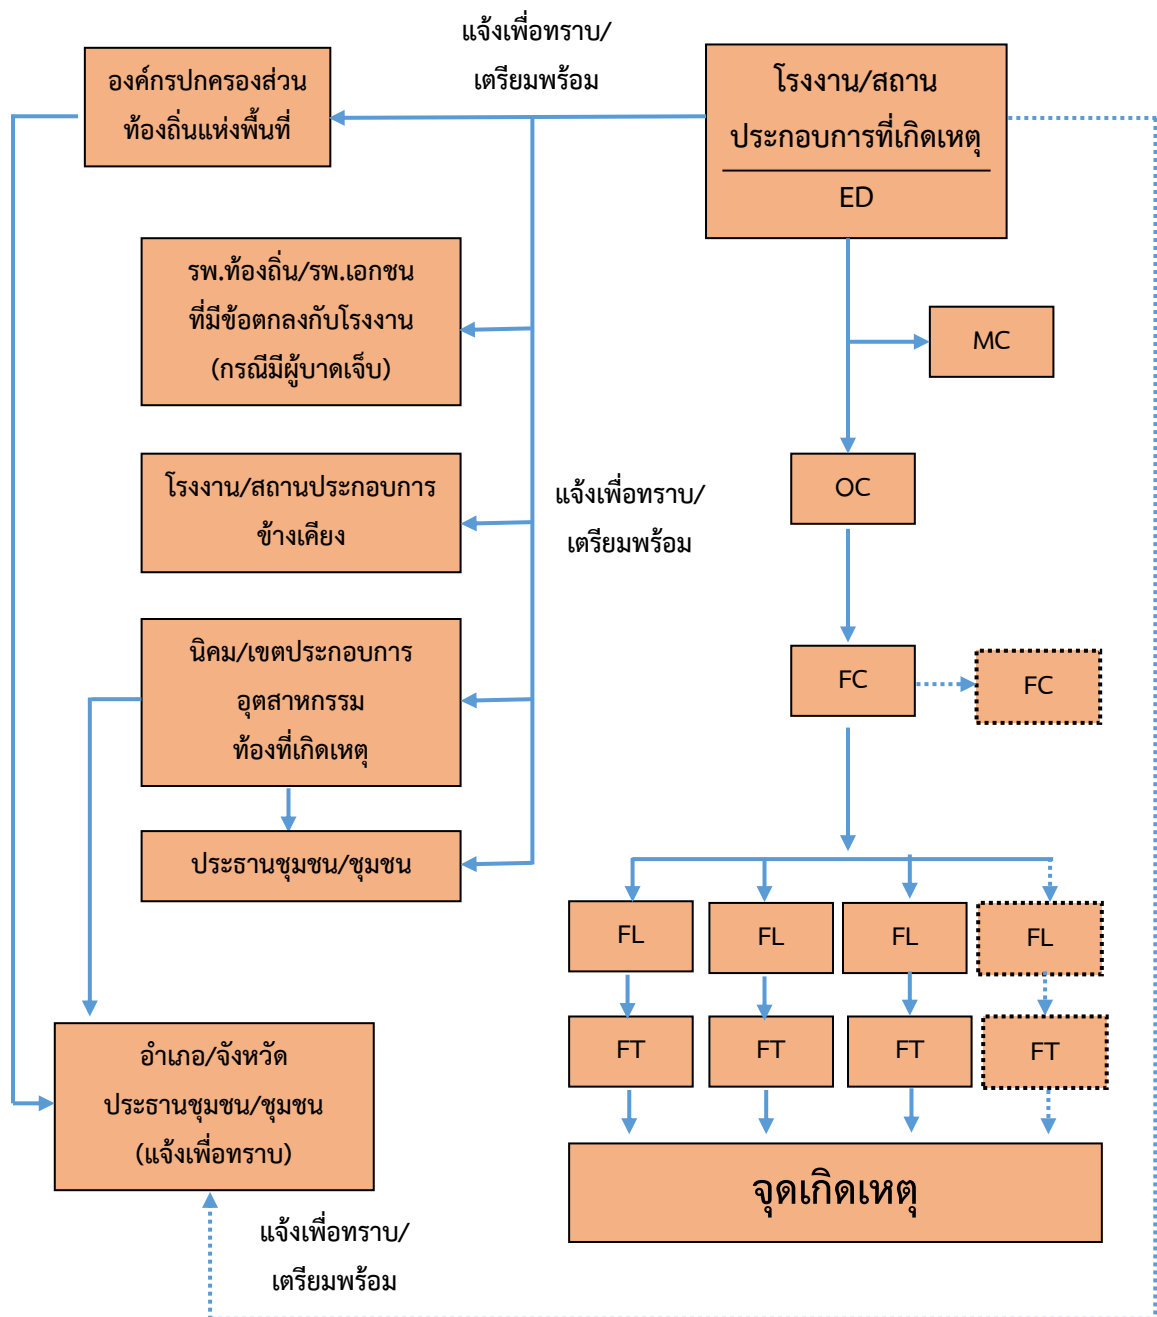 แจ้งเพื่อทราบ/
เตรียมพร้อม
องค์กรปกครองส่วน
ท้องถิ่นแห่งพื้นที่
โรงงาน/สถาน
ประกอบการที่เกิดเหตุ
ED
รพ.ท้องถิ่น/รพ.เอกชน
ที่มีข้อตกลงกับโรงงาน
(กรณีมีผู้บาดเจ็บ)
MC
โรงงาน/สถานประกอบการ
ข้างเคียง
แจ้งเพื่อทราบ/
เตรียมพร้อม
OC
นิคม/เขตประกอบการ
อุตสาหกรรม
ท้องที่เกิดเหตุ
FC
FC
ประธานชุมชน/ชุมชน
FL
FL
FL
FL
FT
FT
FT
FT
อำเภอ/จังหวัด
ประธานชุมชน/ชุมชน
(แจ้งเพื่อทราบ)
จุดเกิดเหตุ
แจ้งเพื่อทราบ/
เตรียมพร้อม